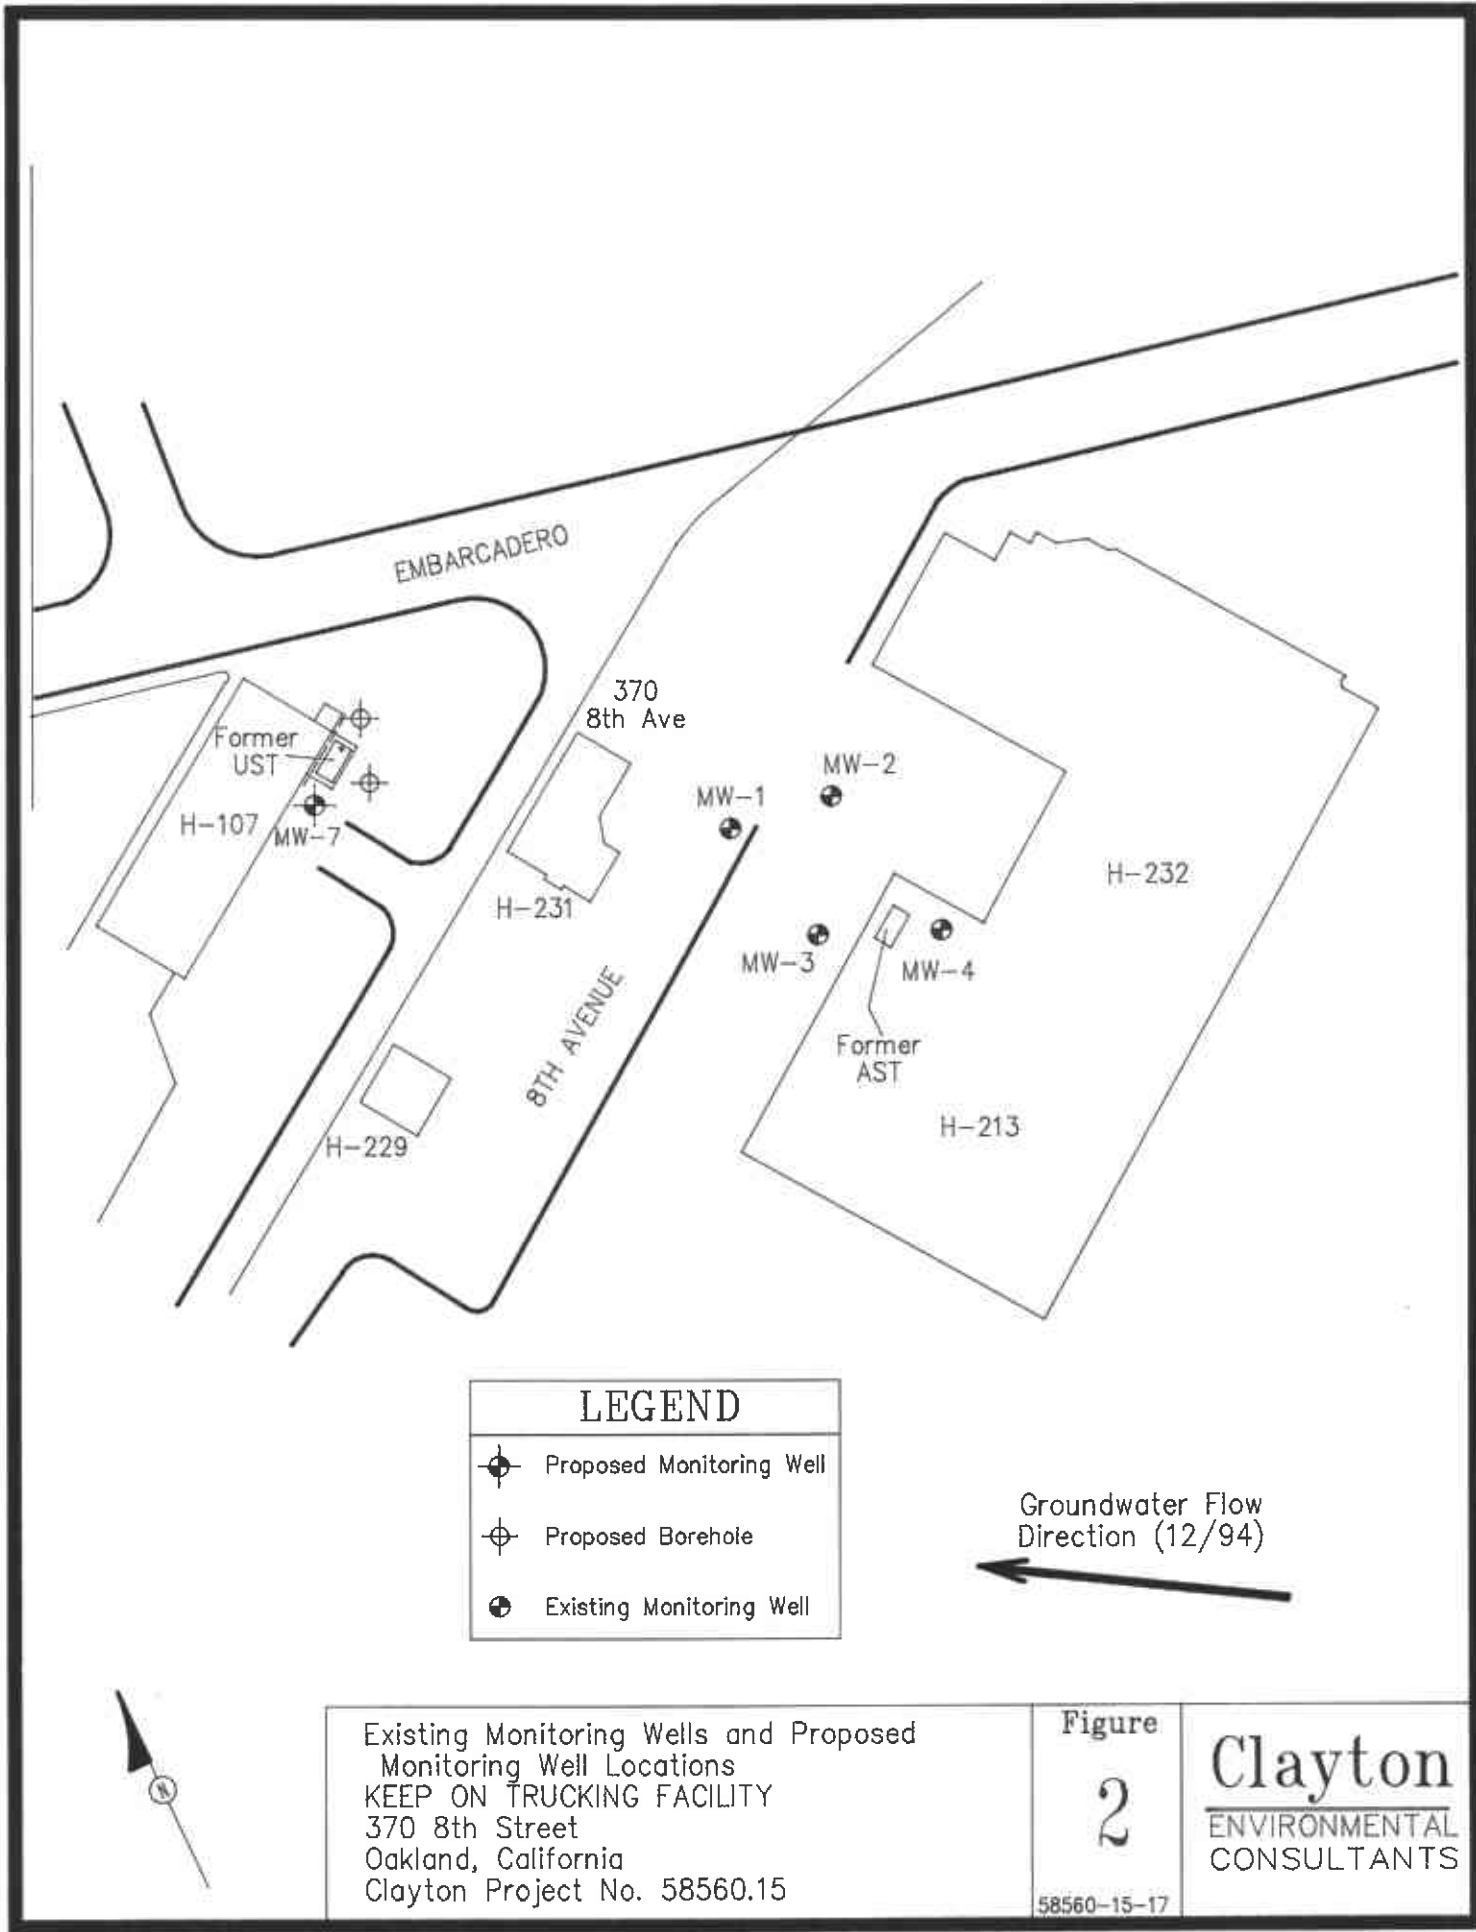 EMBARCADERO
370
8th Ave
Former
UST
MW-2
MW-1
H-107
MW-7
H-232
H-231
MW-3
MW-4
8TH AVENUE
Former
AST
H-213
H-229
LEGEND
Proposed Monitoring Well
Proposed Borehole
Existing Monitoring Well
Groundwater Flow
Direction (12/94)
N
Existing Monitoring Wells and Proposed
Monitoring Well Locations
KEEP ON TRUCKING FACILITY
370 8th Street
Oakland, California
Clayton Project No. 58560.15
Figure
2
58560-15-17
Clayton
ENVIRONMENTAL
CONSULTANTS